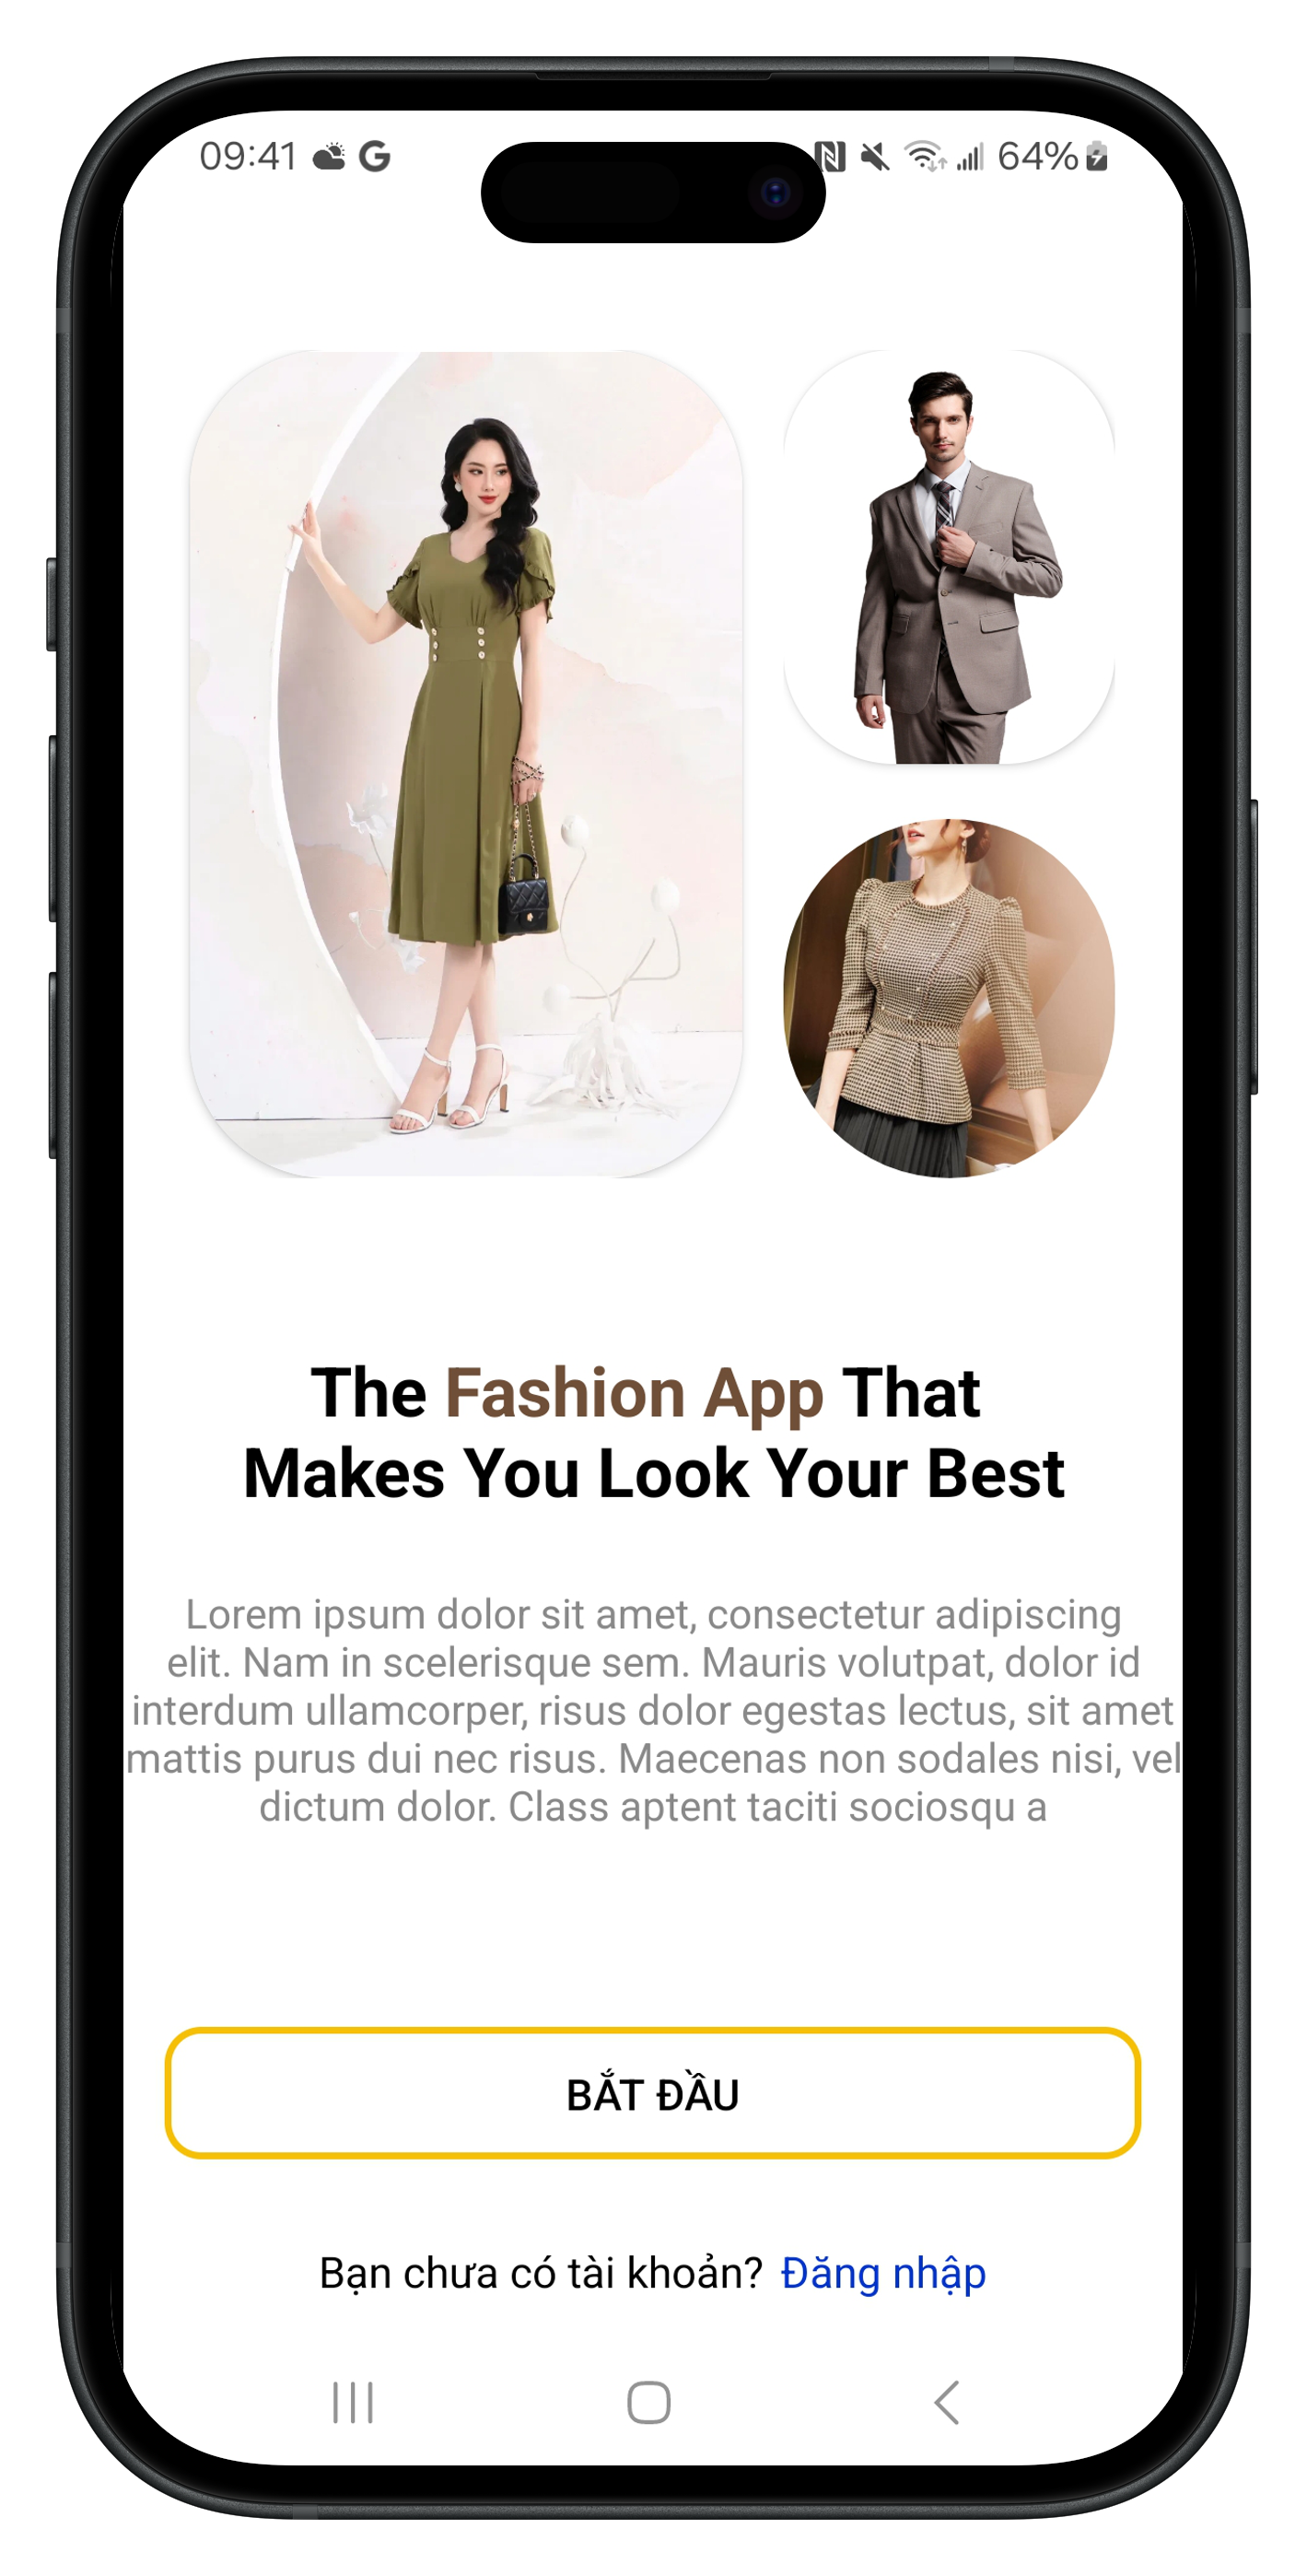 09:41 64%
The Fashion App That
Makes You Look Your Best
Lorem ipsum dolor sit amet, consectetur adipiscing
elit. Nam in scelerisque sem. Mauris volutpat, dolor id
interdum ullamcorper, risus dolor egestas lectus, sit amet
mattis purus dui nec risus. Maecenas non sodales nisi, vel
dictum dolor. Class aptent taciti sociosqu a
BẮT ĐẦU
Bạn chưa có tài khoản? Đăng nhập